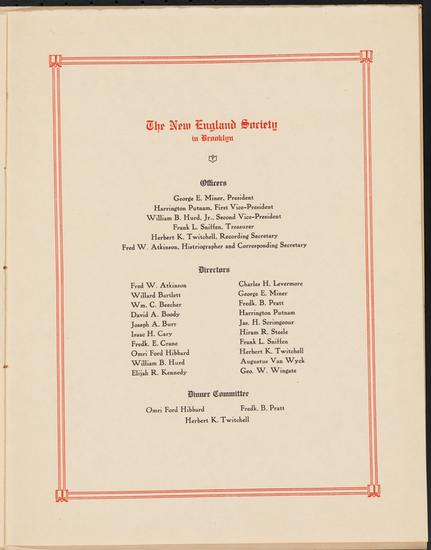 The New England Society
in Brooklyn
Officers
George E. Miner, President
Harrington Putnam, First Vice-President
William B. Hurd, Jr., Second Vice-President
Frank L. Sniffen, Treasurer
Herbert K. Twitchell, Recording Secretary
Fred W. Atkinson, Histriographer and Corresponding Secretary
Directors
Fred W. Atkinson
Willard Bartlett
Wm. C. Beecher
David A. Boody
Joseph A. Burr
Isaac H. Cary
Fredk. E. Crane
Omri Ford Hibbard
William B. Hurd
Elijah R. Kennedy
Charles H. Levermore
George E. Miner
Fredk. B. Pratt
Harrington Putnam
Jas. H. Scrimgeour
Hiram R. Steele
Frank L. Sniffen
Herbert K. Twitchell
Augustus Van Wyck
Geo. W. Wingate
Dinner Committee
Omri Ford Hibbard Fredk. B. Pratt
Herbert K. Twitchell